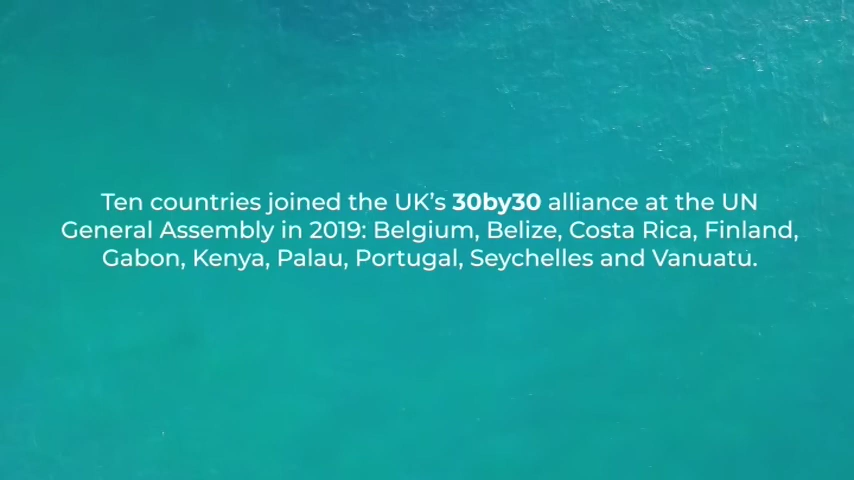 Ten countries joined the UK’s 30by30 alliance at the UN
General Assembly in 2019: Belgium, Belize, Costa Rica, Finland,
Gabon, Kenya, Palau, Portugal, Seychelles and Vanuatu.